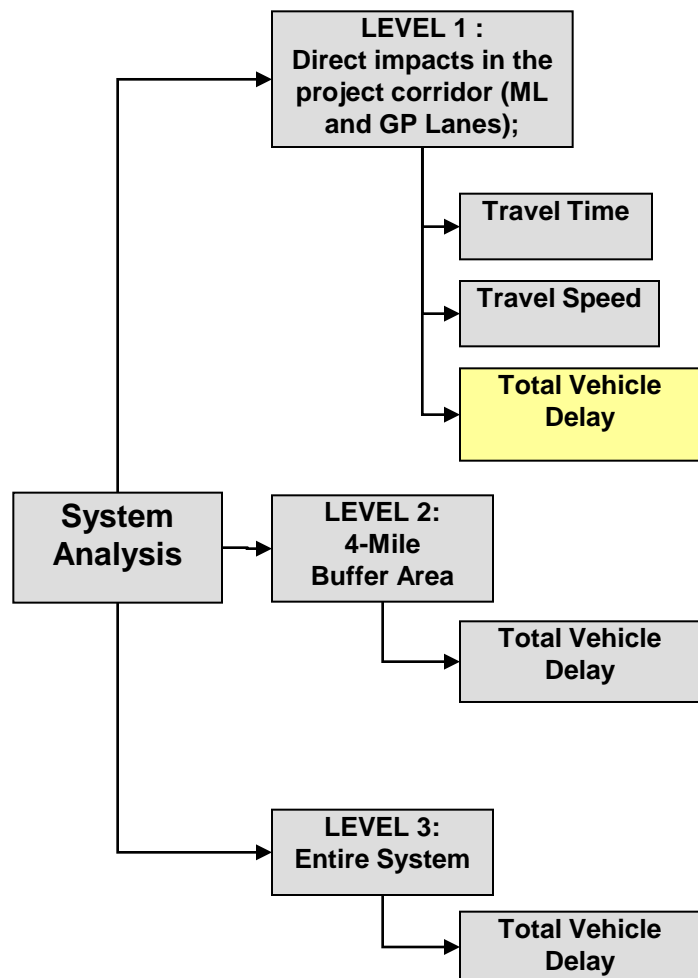 LEVEL 1 :
Direct impacts in the
project corridor (ML
and GP Lanes);
Travel Time
Travel Speed
Total Vehicle
Delay
System
Analysis
LEVEL 2:
4-Mile
Buffer Area
Total Vehicle
Delay
LEVEL 3:
Entire System
Total Vehicle
Delay